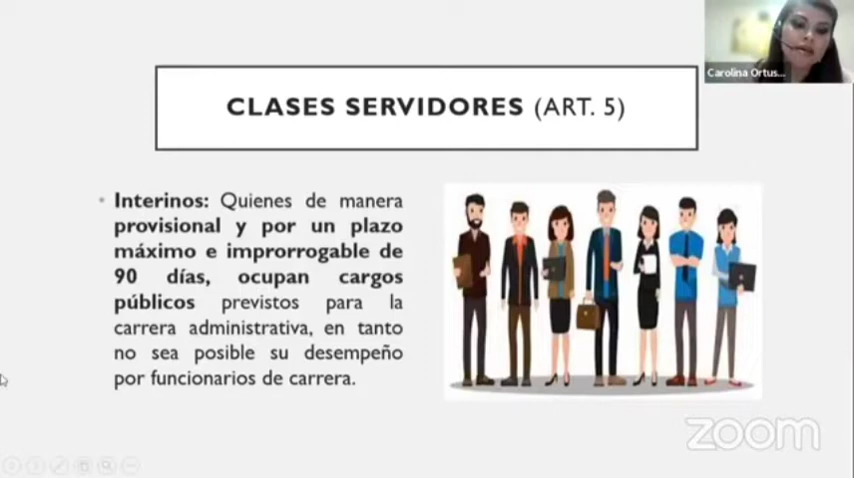 Carolina Ortus...
CLASES SERVIDORES (ART. 5)
• Interinos: Quienes de manera
provisional y por un plazo
máximo e improrrogable de
90 días, ocupan cargos
públicos previstos para la
carrera administrativa, en tanto
no sea posible su desempeño
por funcionarios de carrera.
zoom